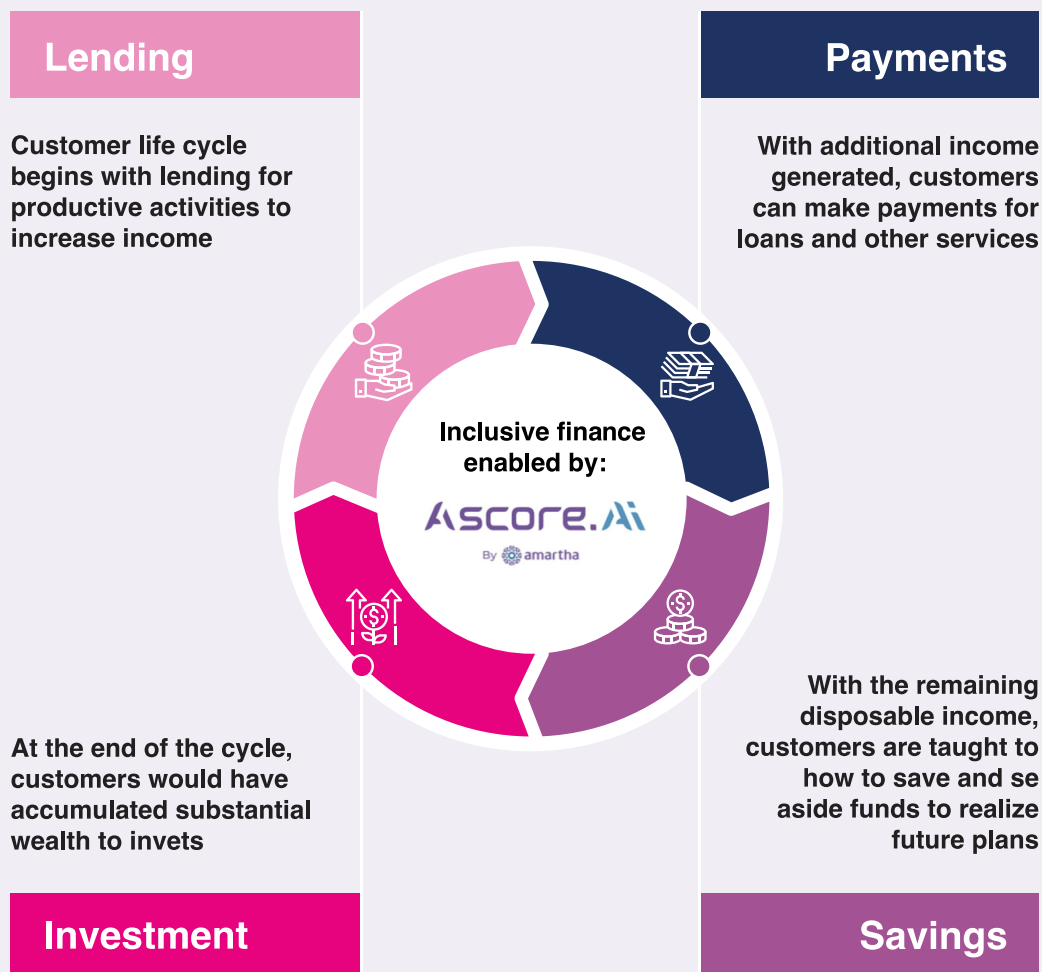 Lending
Customer life cycle
begins with lending for
productive activities to
increase income
Payments
With additional income
generated, customers
can make payments for
loans and other services
Inclusive finance
enabled by:
Ascore.Ai
By amartha
At the end of the cycle,
customers would have
accumulated substantial
wealth to invets
Investment
With the remaining
disposable income,
customers are taught to
how to save and se
aside funds to realize
future plans
Savings